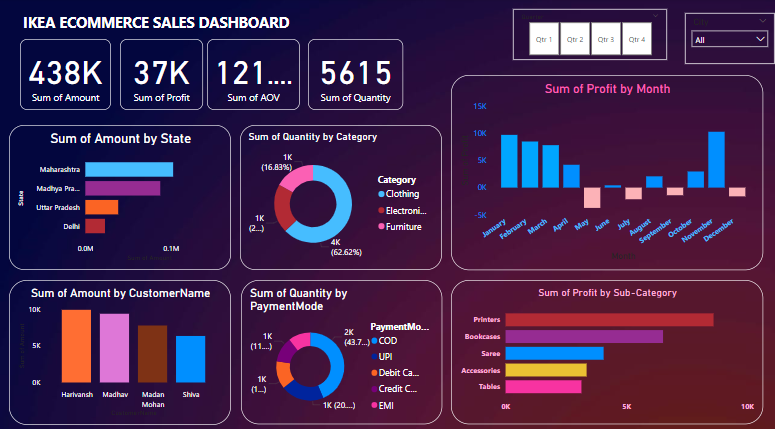 IKEA ECOMMERCE SALES DASHBOARD
Qtr 1
Qtr 2
Qtr 3
Qtr 4
All
438K
Sum of Amount
37K
Sum of Profit
121....
Sum of AOV
5615
Sum of Quantity
Sum of Amount by State
State
Maharashtra
Madhya Pra...
Uttar Pradesh
Delhi
0.0M
0.1M
Sum of Quantity by Category
1K
(16.83%)
1K
(2...)
4K
(62.62%)
Category
Clothing
Electroni...
Furniture
Sum of Profit by Month
15K
10K
5K
0K
-5K
January
February
March
April
May
June
July
August
September
October
November
December
Sum of Amount by CustomerName
10K
5K
0K
Harivansh
Madhav
Madan
Mohan
Shiva
Sum of Quantity by
PaymentMode
1K
(11....)
1K
(1...)
2K
(43.7...)
1K (20....)
PaymentMo...
COD
UPI
Debit Ca...
Credit C...
EMI
Sum of Profit by Sub-Category
Printers
Bookcases
Saree
Accessories
Tables
0K
5K
10K